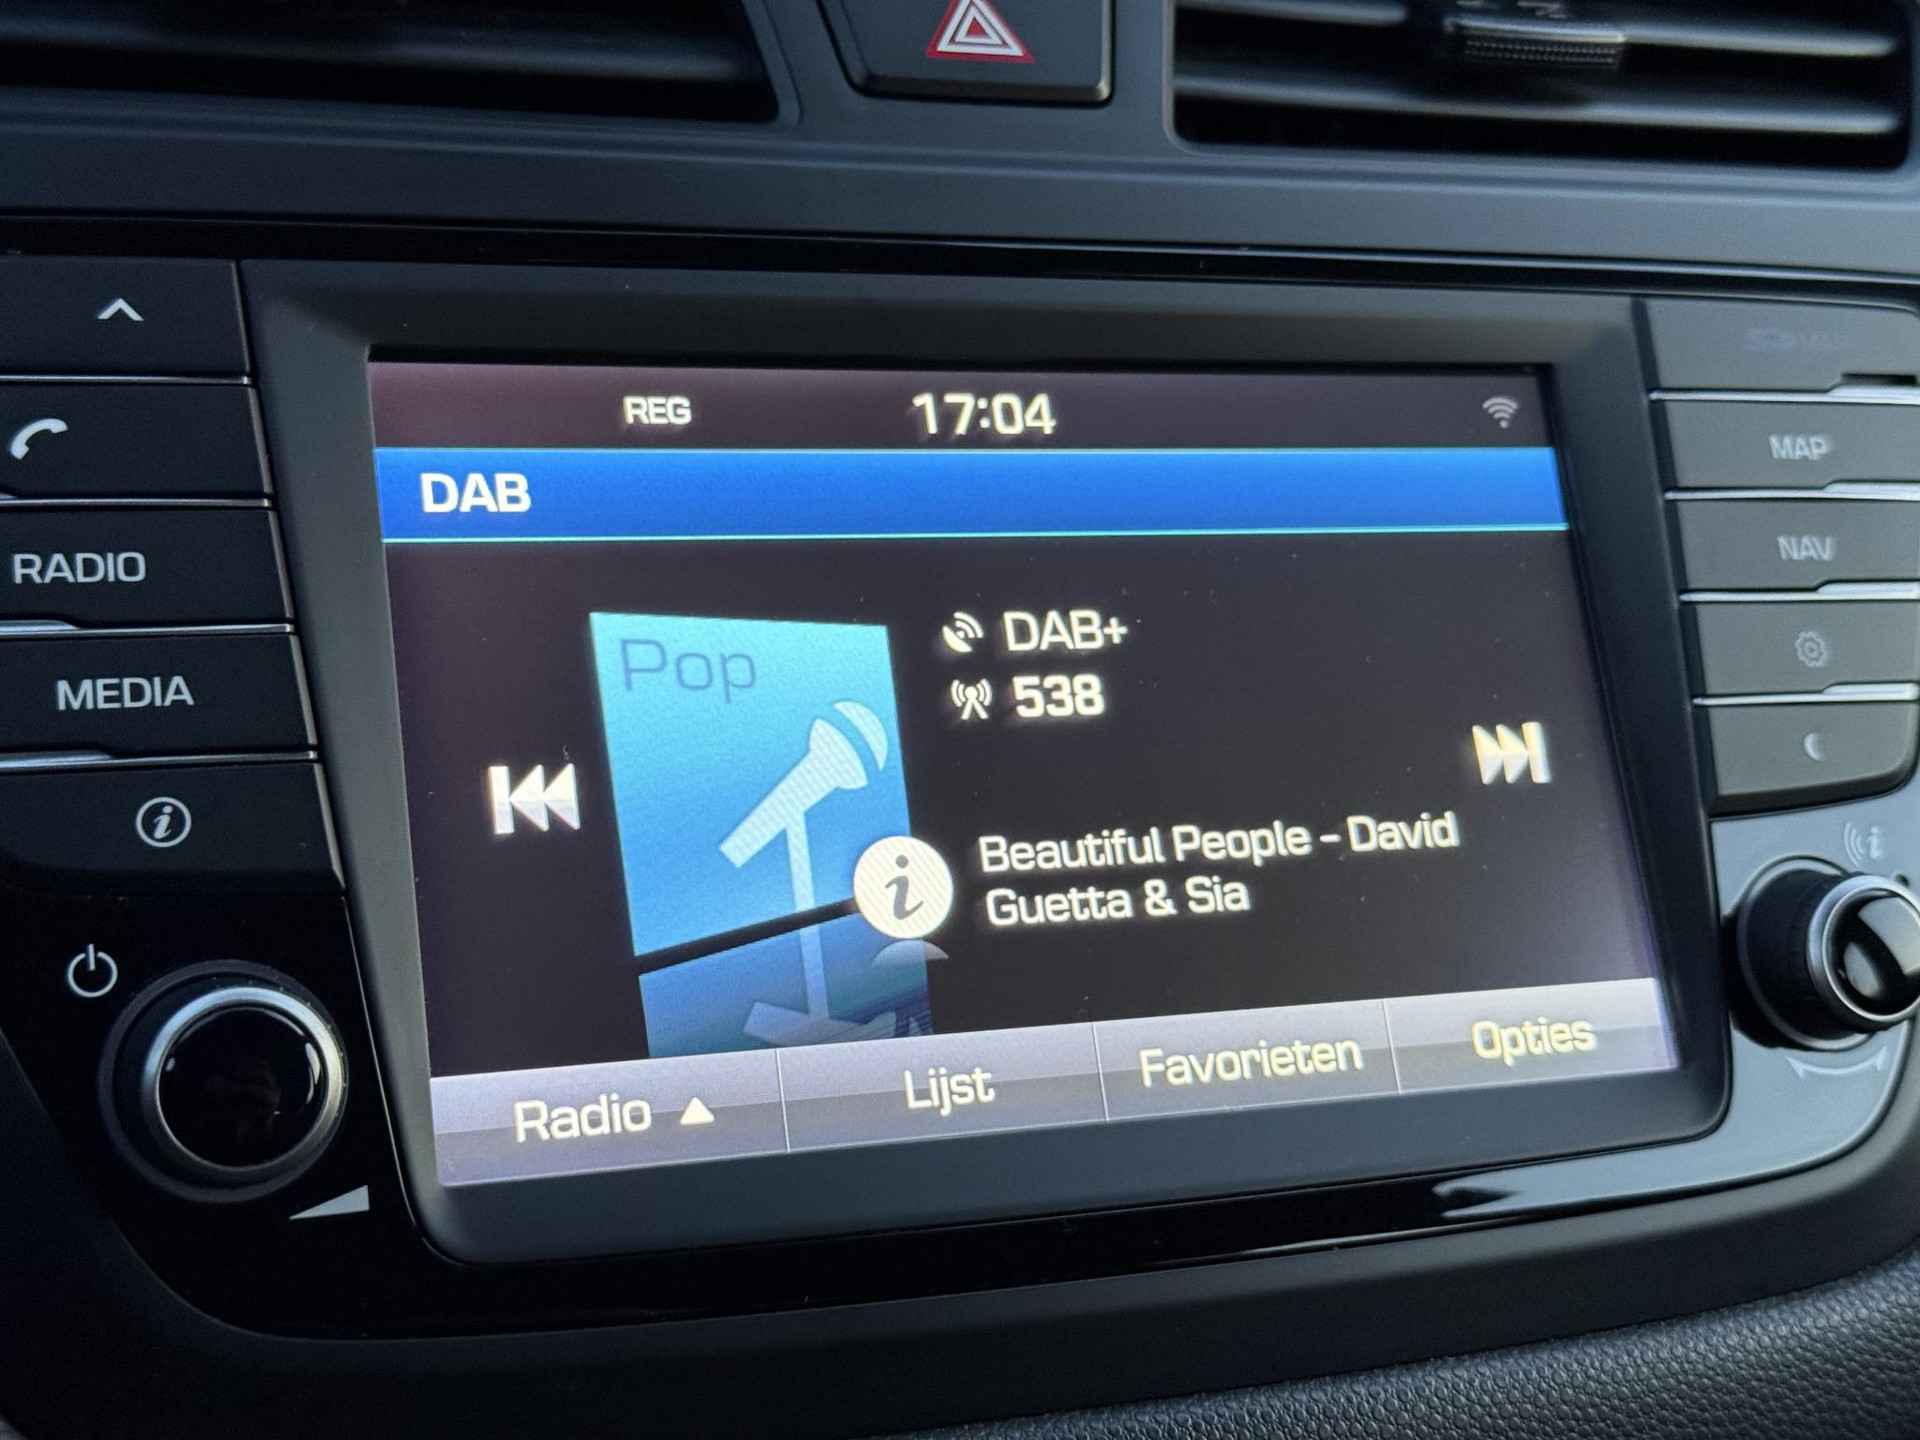 REG 17:04
DAB
RADIO
MEDIA
MAP
NAV
Pop
DAB+
538
Beautiful People - David
Guetta & Sia
Radio
Lijst
Favorieten
Opties